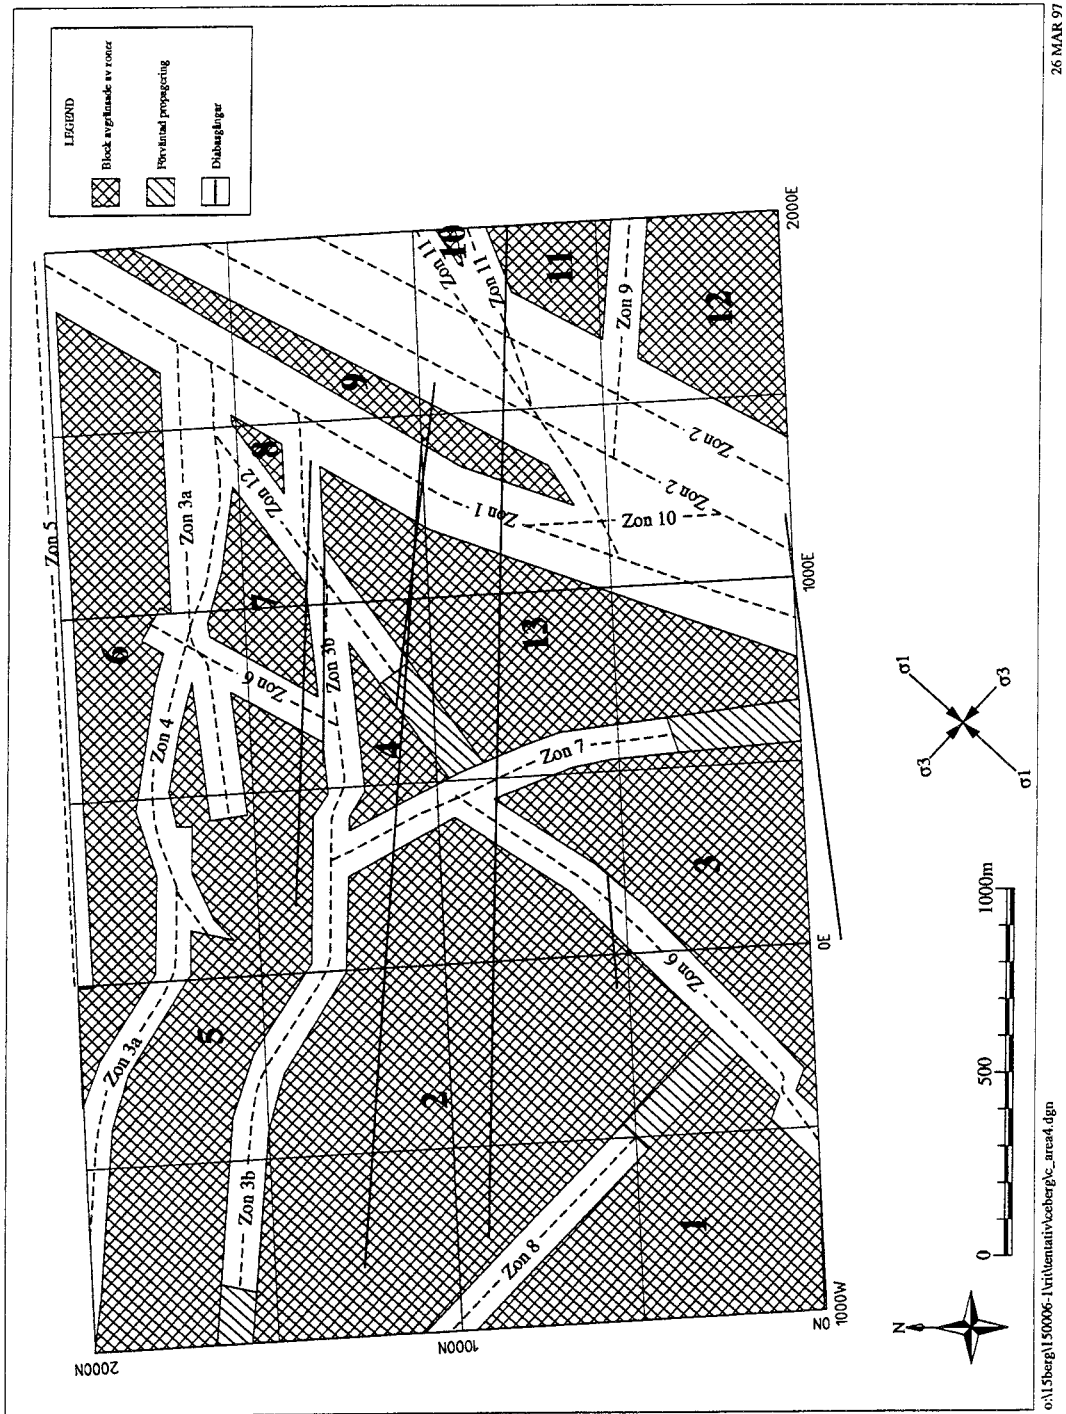 LEGEND
Block avgränsade av zoner
Förväntad propagering
Diabasgångar
Zon 5
Zon 3a
Zon 4
Zon 3a
Zon 12
Zon 6
Zon 3b
Zon 3b
Zon 1
Zon 11
Zon 11
Zon 9
Zon 2
Zon 2
Zon 10
Zon 7
Zon 6
Zon 8
1
2
3
4
5
6
7
8
9
10
11
12
13
2000N
1000N
0N
1000W
0E
1000E
2000E
N
0
500
1000m
σ1
σ3
σ3
σ1
o:\15berg\150006-1\rit\tentativ\ceberg\c_area4.dgn
26 MAR 97